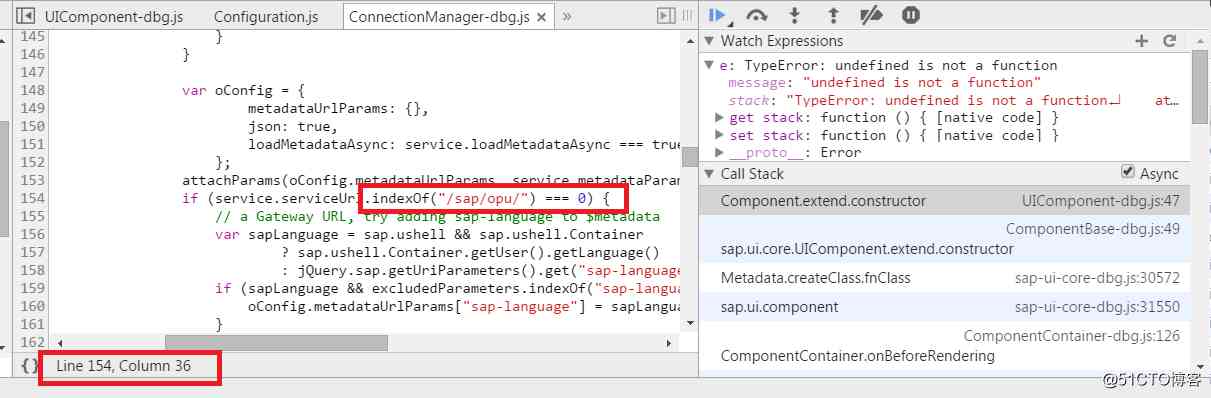 UIComponent-dbg.js Configuration.js ConnectionManager-dbg.js × »
145 }
146 }
147
148 var oConfig = {
149 metadataUrlParams: {},
150 json: true,
151 loadMetadataAsync: service.loadMetadataAsync === true
152 };
153 attachParams(oConfig.metadataUrlParams, service.metadataParam
154 if (service.serviceUrl.indexOf("/sap/opu/") === 0) {
155 // a Gateway URL, try adding sap-language to $metadata
156 var sapLanguage = sap.ushell && sap.ushell.Container
157 ? sap.ushell.Container.getUser().getLanguage()
158 : jQuery.sap.getUriParameters().get("sap-language
159 if (sapLanguage && excludedParameters.indexOf("sap-lang
160 oConfig.metadataUrlParams["sap-language"] = sapLangua
161 }
162
{} Line 154, Column 36
Watch Expressions
e: TypeError: undefined is not a function
message: "undefined is not a function"
stack: "TypeError: undefined is not a function↵ at…
get stack: function () { [native code] }
set stack: function () { [native code] }
__proto__: Error
Call Stack Async
Component.extend.constructor UIComponent-dbg.js:47
ComponentBase-dbg.js:49
sap.ui.core.UIComponent.extend.constructor
Metadata.createClass.fnClass sap-ui-core-dbg.js:30572
sap.ui.component sap-ui-core-dbg.js:31550
ComponentContainer-dbg.js:126
ComponentContainer.onBeforeRendering
@51CTO博客